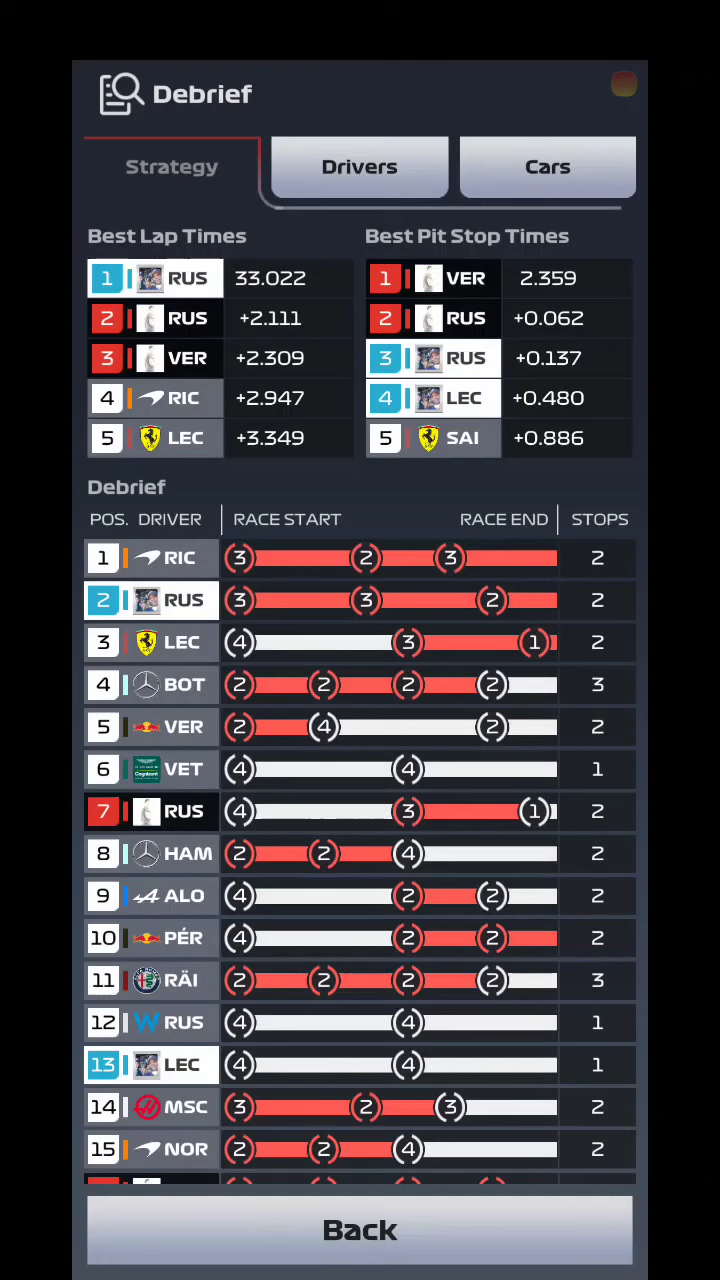 Debrief
Strategy Drivers Cars
Best Lap Times Best Pit Stop Times
1 RUS 33.022 1 VER 2.359
2 RUS +2.111 2 RUS +0.062
3 VER +2.309 3 RUS +0.137
4 RIC +2.947 4 LEC +0.480
5 LEC +3.349 5 SAI +0.886
Debrief
POS. DRIVER RACE START RACE END STOPS
1 RIC 3 2 3 2
2 RUS 3 3 2 2
3 LEC 4 3 1 2
4 BOT 2 2 2 2 3
5 VER 2 4 2 2
6 VET 4 4 1
7 RUS 4 3 1 2
8 HAM 2 2 4 2
9 ALO 4 2 2 2
10 PÉR 4 2 2 2
11 RÄI 2 2 2 2 3
12 RUS 4 4 1
13 LEC 4 4 1
14 MSC 3 2 3 2
15 NOR 2 2 4 2
Back